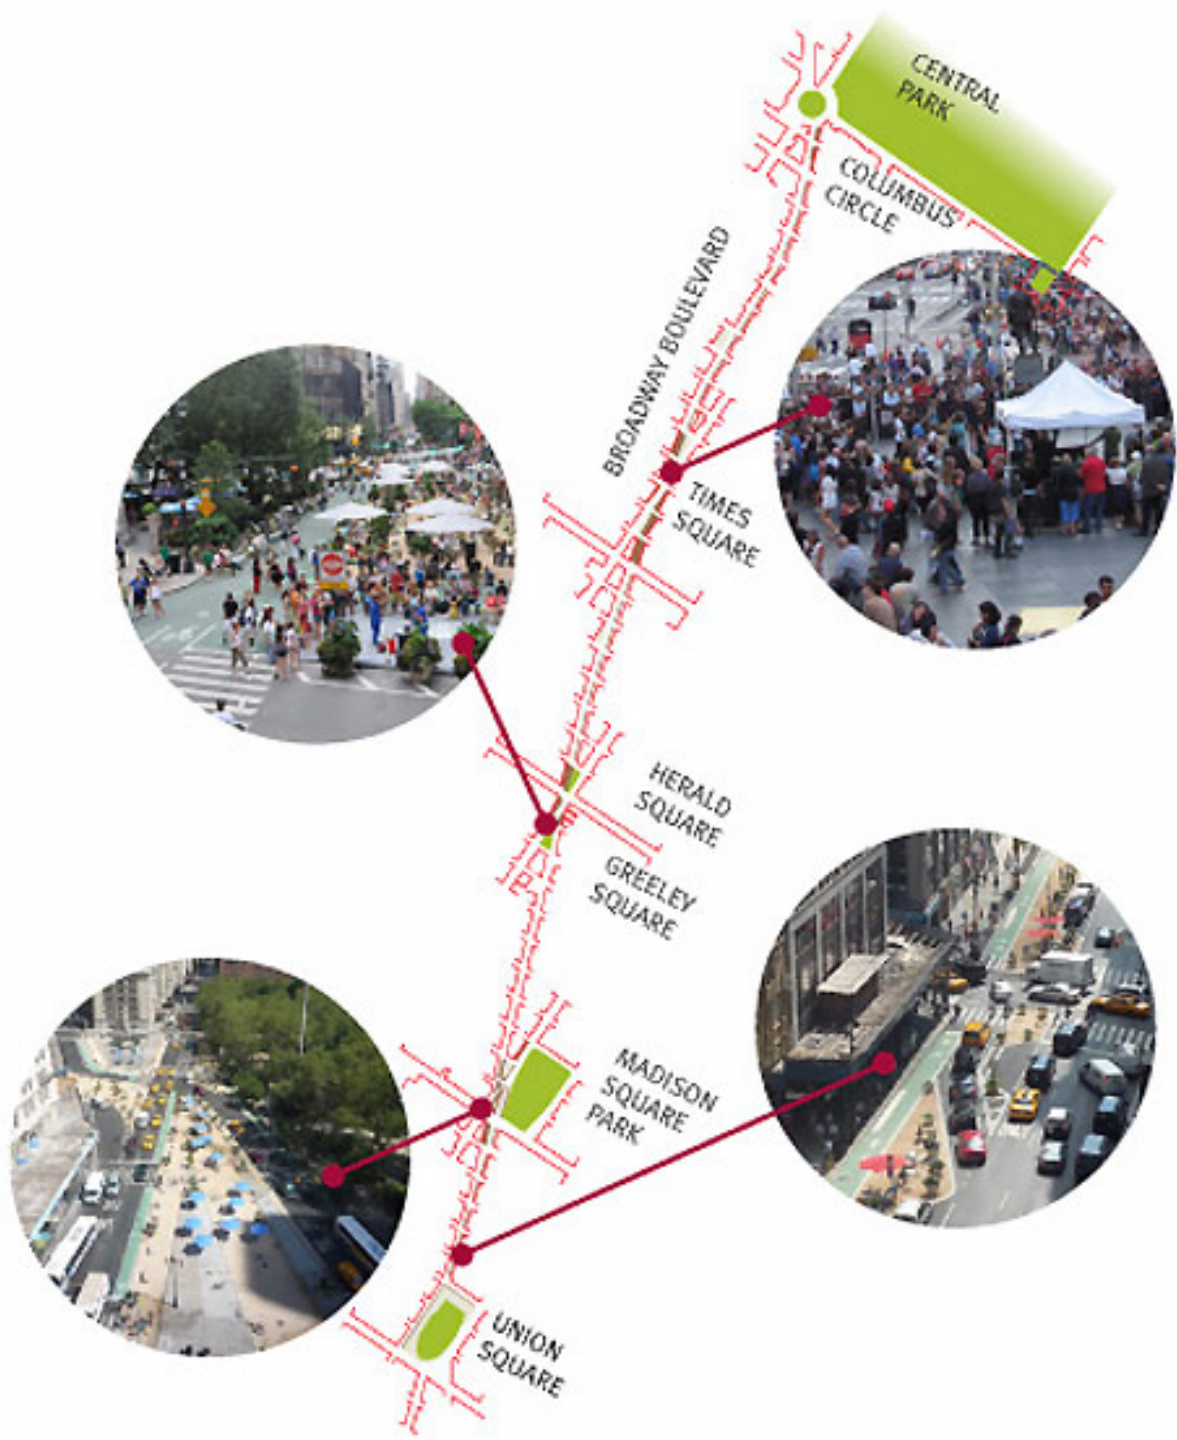 CENTRAL
PARK
COLUMBUS
CIRCLE
BROADWAY BOULEVARD
TIMES
SQUARE
HERALD
SQUARE
GREELEY
SQUARE
MADISON
SQUARE
PARK
UNION
SQUARE